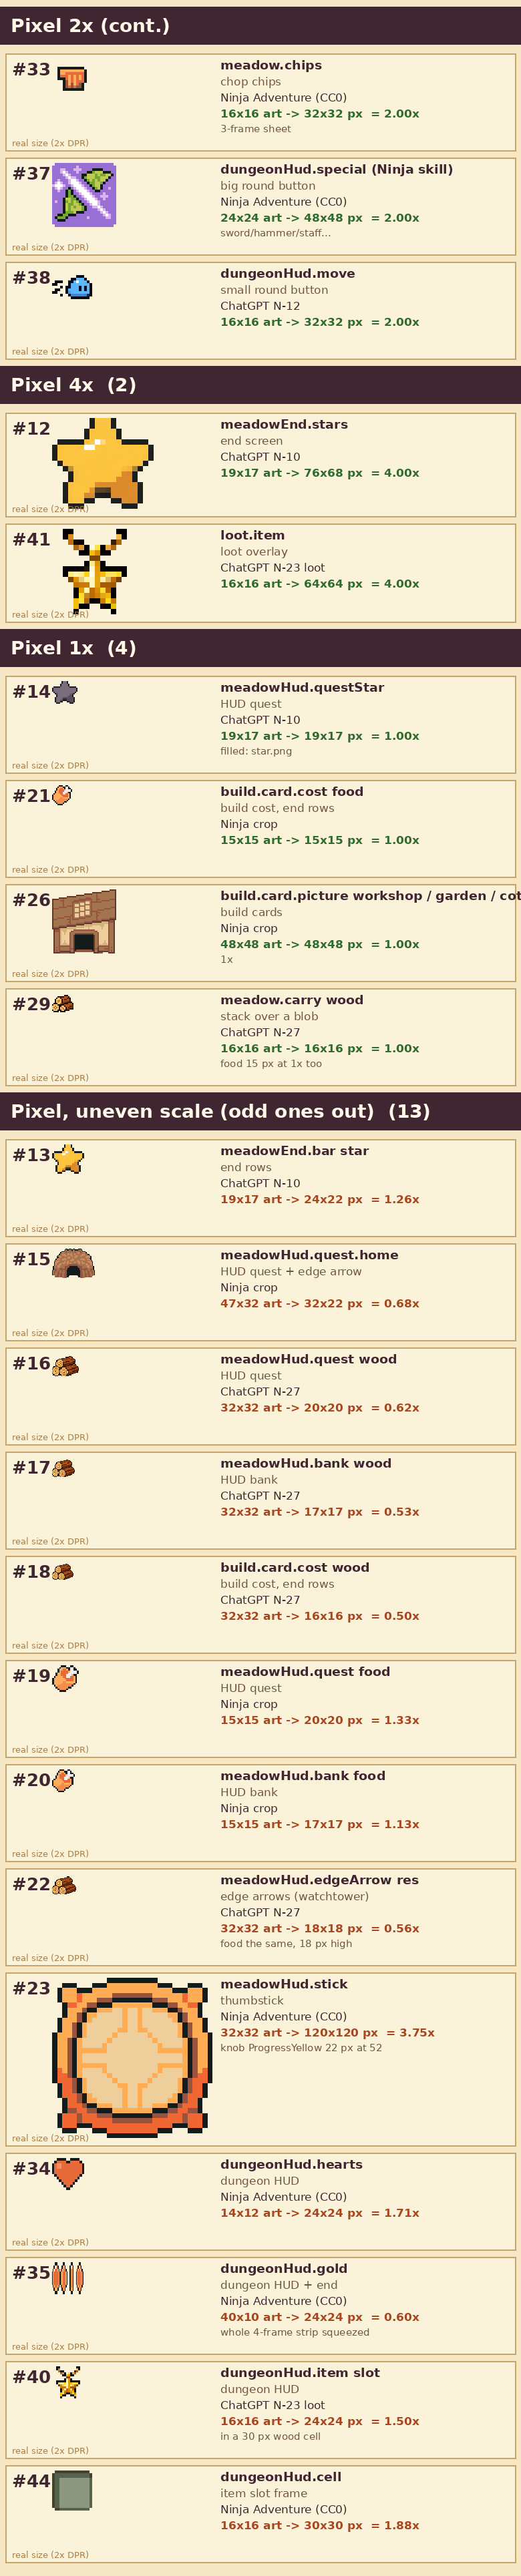 Pixel 2x (cont.)
#33
meadow.chips
chop chips
Ninja Adventure (CC0)
16x16 art -> 32x32 px = 2.00x
3-frame sheet
real size (2x DPR)
#37
dungeonHud.special (Ninja skill)
big round button
Ninja Adventure (CC0)
24x24 art -> 48x48 px = 2.00x
sword/hammer/staff...
real size (2x DPR)
#38
dungeonHud.move
small round button
ChatGPT N-12
16x16 art -> 32x32 px = 2.00x
real size (2x DPR)
Pixel 4x (2)
#12
meadowEnd.stars
end screen
ChatGPT N-10
19x17 art -> 76x68 px = 4.00x
real size (2x DPR)
#41
loot.item
loot overlay
ChatGPT N-23 loot
16x16 art -> 64x64 px = 4.00x
real size (2x DPR)
Pixel 1x (4)
#14
meadowHud.questStar
HUD quest
ChatGPT N-10
19x17 art -> 19x17 px = 1.00x
filled: star.png
real size (2x DPR)
#21
build.card.cost food
build cost, end rows
Ninja crop
15x15 art -> 15x15 px = 1.00x
real size (2x DPR)
#26
build.card.picture workshop / garden / cot
build cards
Ninja crop
48x48 art -> 48x48 px = 1.00x
1x
real size (2x DPR)
#29
meadow.carry wood
stack over a blob
ChatGPT N-27
16x16 art -> 16x16 px = 1.00x
food 15 px at 1x too
real size (2x DPR)
Pixel, uneven scale (odd ones out) (13)
#13
meadowEnd.bar star
end rows
ChatGPT N-10
19x17 art -> 24x22 px = 1.26x
real size (2x DPR)
#15
meadowHud.quest.home
HUD quest + edge arrow
Ninja crop
47x32 art -> 32x22 px = 0.68x
real size (2x DPR)
#16
meadowHud.quest wood
HUD quest
ChatGPT N-27
32x32 art -> 20x20 px = 0.62x
real size (2x DPR)
#17
meadowHud.bank wood
HUD bank
ChatGPT N-27
32x32 art -> 17x17 px = 0.53x
real size (2x DPR)
#18
build.card.cost wood
build cost, end rows
ChatGPT N-27
32x32 art -> 16x16 px = 0.50x
real size (2x DPR)
#19
meadowHud.quest food
HUD quest
Ninja crop
15x15 art -> 20x20 px = 1.33x
real size (2x DPR)
#20
meadowHud.bank food
HUD bank
Ninja crop
15x15 art -> 17x17 px = 1.13x
real size (2x DPR)
#22
meadowHud.edgeArrow res
edge arrows (watchtower)
ChatGPT N-27
32x32 art -> 18x18 px = 0.56x
food the same, 18 px high
real size (2x DPR)
#23
meadowHud.stick
thumbstick
Ninja Adventure (CC0)
32x32 art -> 120x120 px = 3.75x
knob ProgressYellow 22 px at 52
real size (2x DPR)
#34
dungeonHud.hearts
dungeon HUD
Ninja Adventure (CC0)
14x12 art -> 24x24 px = 1.71x
real size (2x DPR)
#35
dungeonHud.gold
dungeon HUD + end
Ninja Adventure (CC0)
40x10 art -> 24x24 px = 0.60x
whole 4-frame strip squeezed
real size (2x DPR)
#40
dungeonHud.item slot
dungeon HUD
ChatGPT N-23 loot
16x16 art -> 24x24 px = 1.50x
in a 30 px wood cell
real size (2x DPR)
#44
dungeonHud.cell
item slot frame
Ninja Adventure (CC0)
16x16 art -> 30x30 px = 1.88x
real size (2x DPR)